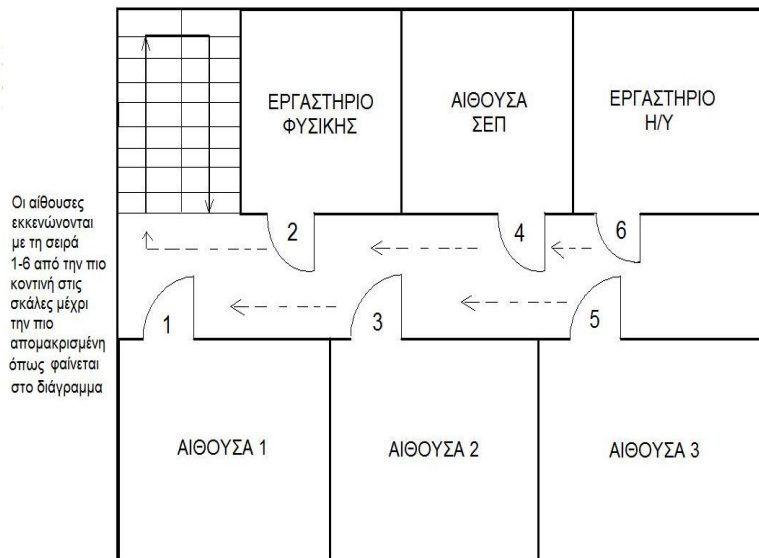 ΕΡΓΑΣΤΗΡΙΟ
ΦΥΣΙΚΗΣ
ΑΙΘΟΥΣΑ
ΣΕΠ
ΕΡΓΑΣΤΗΡΙΟ
Η/Υ
Οι αίθουσες
εκκενώνονται
με τη σειρά
1-6 από την πιο
κοντινή στις
σκάλες μέχρι
την πιο
απομακρισμένη
όπως φαίνεται
στο διάγραμμα
2
4
6
1
3
5
ΑΙΘΟΥΣΑ 1
ΑΙΘΟΥΣΑ 2
ΑΙΘΟΥΣΑ 3